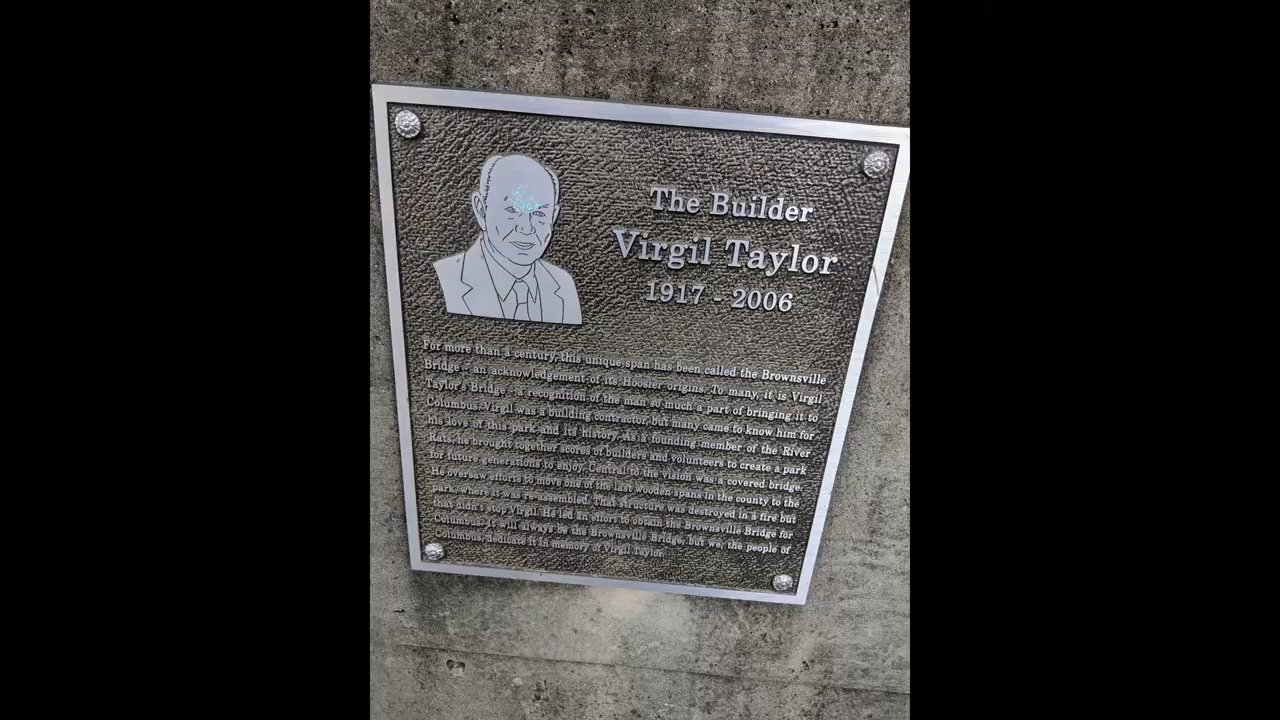 The Builder
Virgil Taylor
1917 - 2006
For more than a century, this unique span has been called the Brownsville
Bridge - an acknowledgement of its Hoosier origins. To many, it is Virgil
Taylor's Bridge - a recognition of the man so much a part of bringing it to
Columbus. Virgil was a building contractor, but many came to know him for
his love of this park and its history. As a founding member of the River
Rats, he brought together scores of builders and volunteers to create a park
for future generations to enjoy. Central to the vision was a covered bridge.
He oversaw efforts to move one of the last wooden spans in the county to the
park, where it was re-assembled. That structure was destroyed in a fire but
that didn't stop Virgil. He led an effort to obtain the Brownsville Bridge for
Columbus. It will always be the Brownsville Bridge, but we, the people of
Columbus, dedicate it in memory of Virgil Taylor.